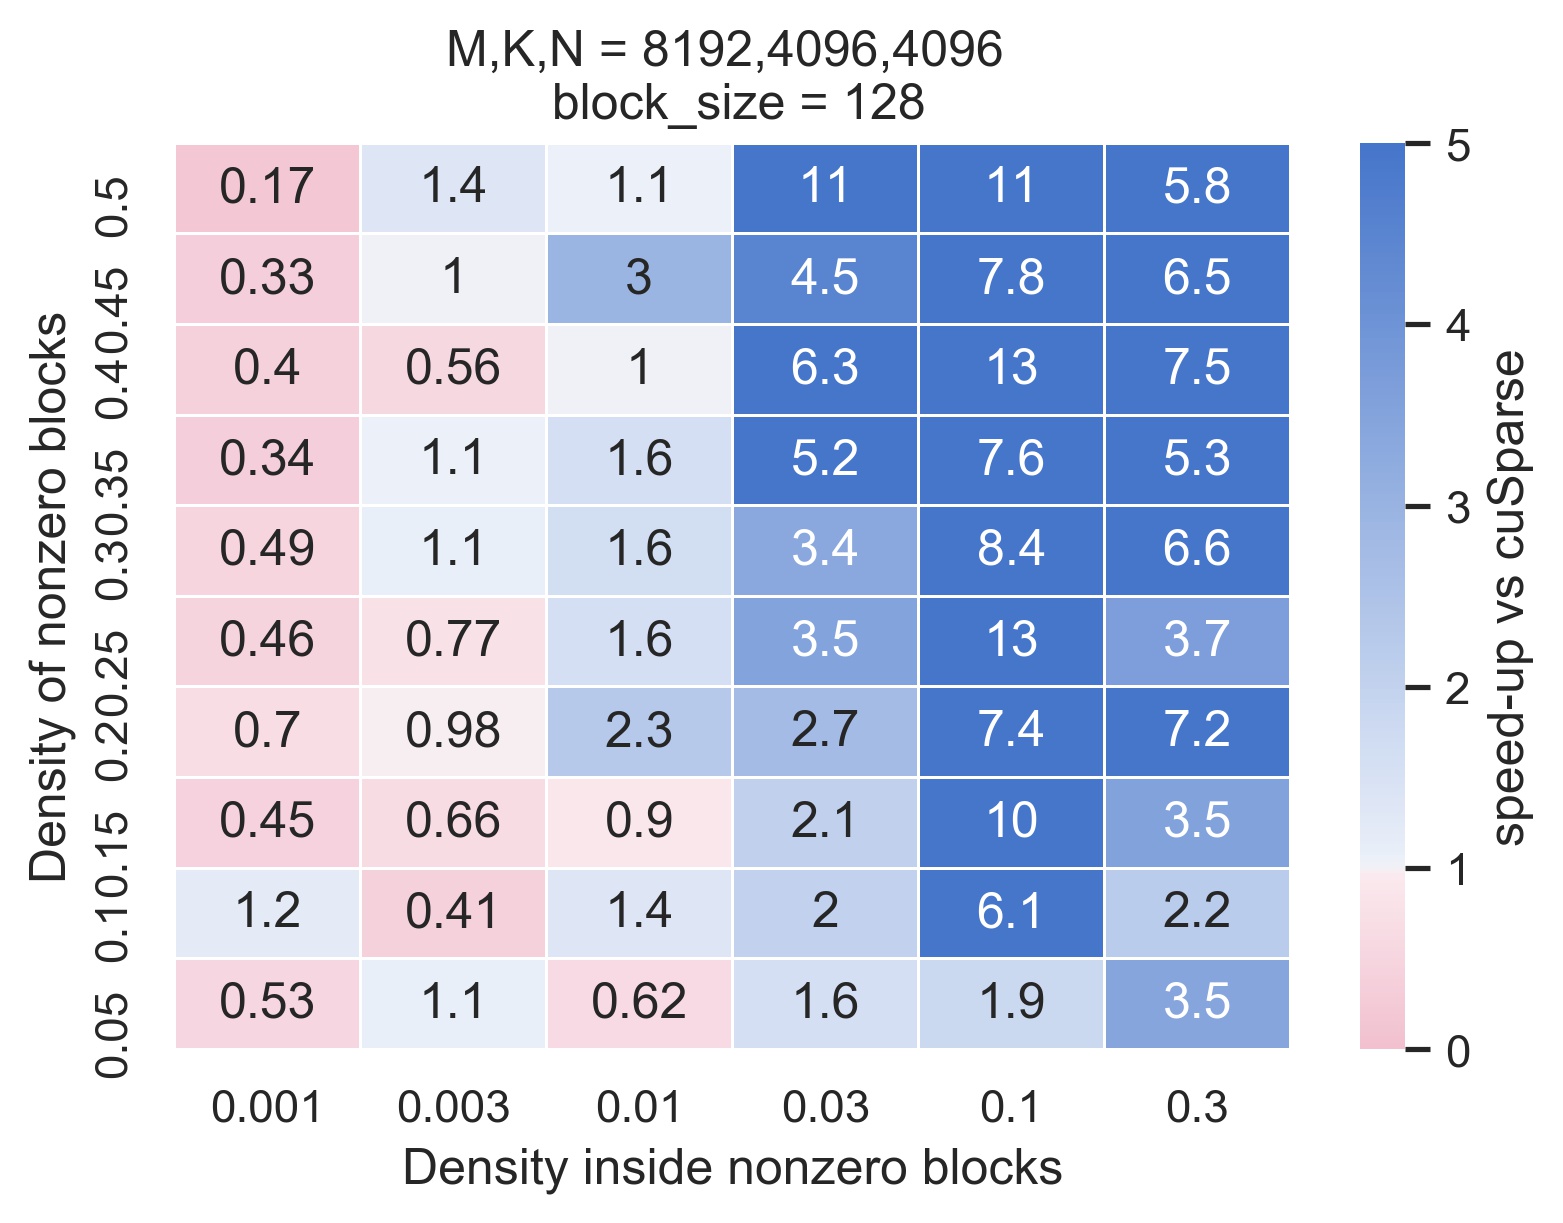 M,K,N = 8192,4096,4096
block_size = 128
Density of nonzero blocks
0.5 0.17 1.4 1.1 11 11 5.8
0.45 0.33 1 3 4.5 7.8 6.5
0.4 0.4 0.56 1 6.3 13 7.5
0.35 0.34 1.1 1.6 5.2 7.6 5.3
0.3 0.49 1.1 1.6 3.4 8.4 6.6
0.25 0.46 0.77 1.6 3.5 13 3.7
0.2 0.7 0.98 2.3 2.7 7.4 7.2
0.15 0.45 0.66 0.9 2.1 10 3.5
0.1 1.2 0.41 1.4 2 6.1 2.2
0.05 0.53 1.1 0.62 1.6 1.9 3.5
0.001 0.003 0.01 0.03 0.1 0.3
Density inside nonzero blocks
5
4
3
2
1
0
speed-up vs cuSparse